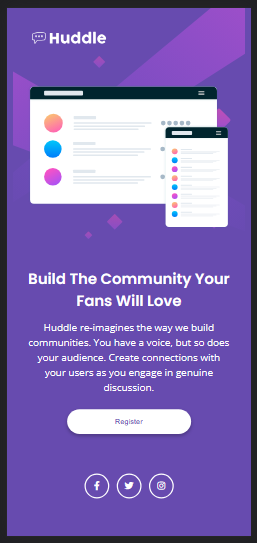 Huddle
Build The Community Your
Fans Will Love
Huddle re-imagines the way we build
communities. You have a voice, but so does
your audience. Create connections with
your users as you engage in genuine
discussion.
Register